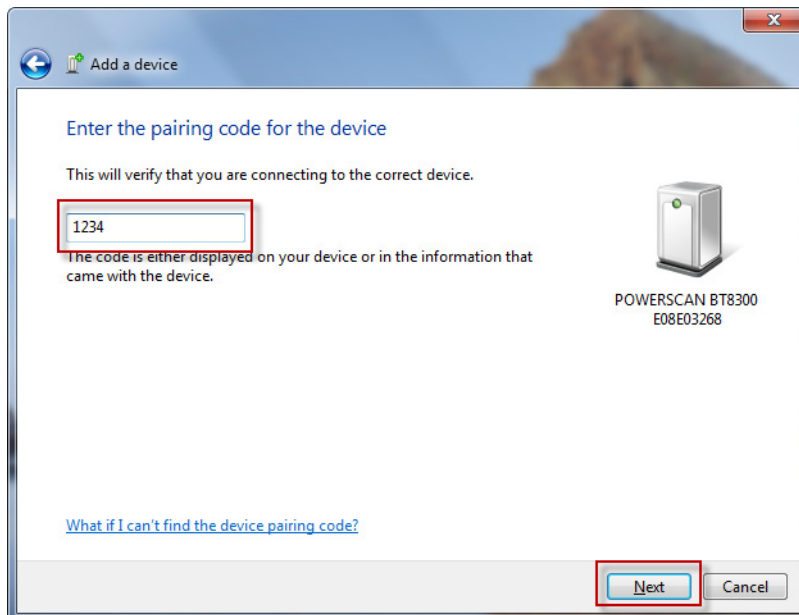 Add a device
Enter the pairing code for the device
This will verify that you are connecting to the correct device.
1234
The code is either displayed on your device or in the information that
came with the device.
POWERSCAN BT8300
E08E03268
What if I can't find the device pairing code?
Next
Cancel